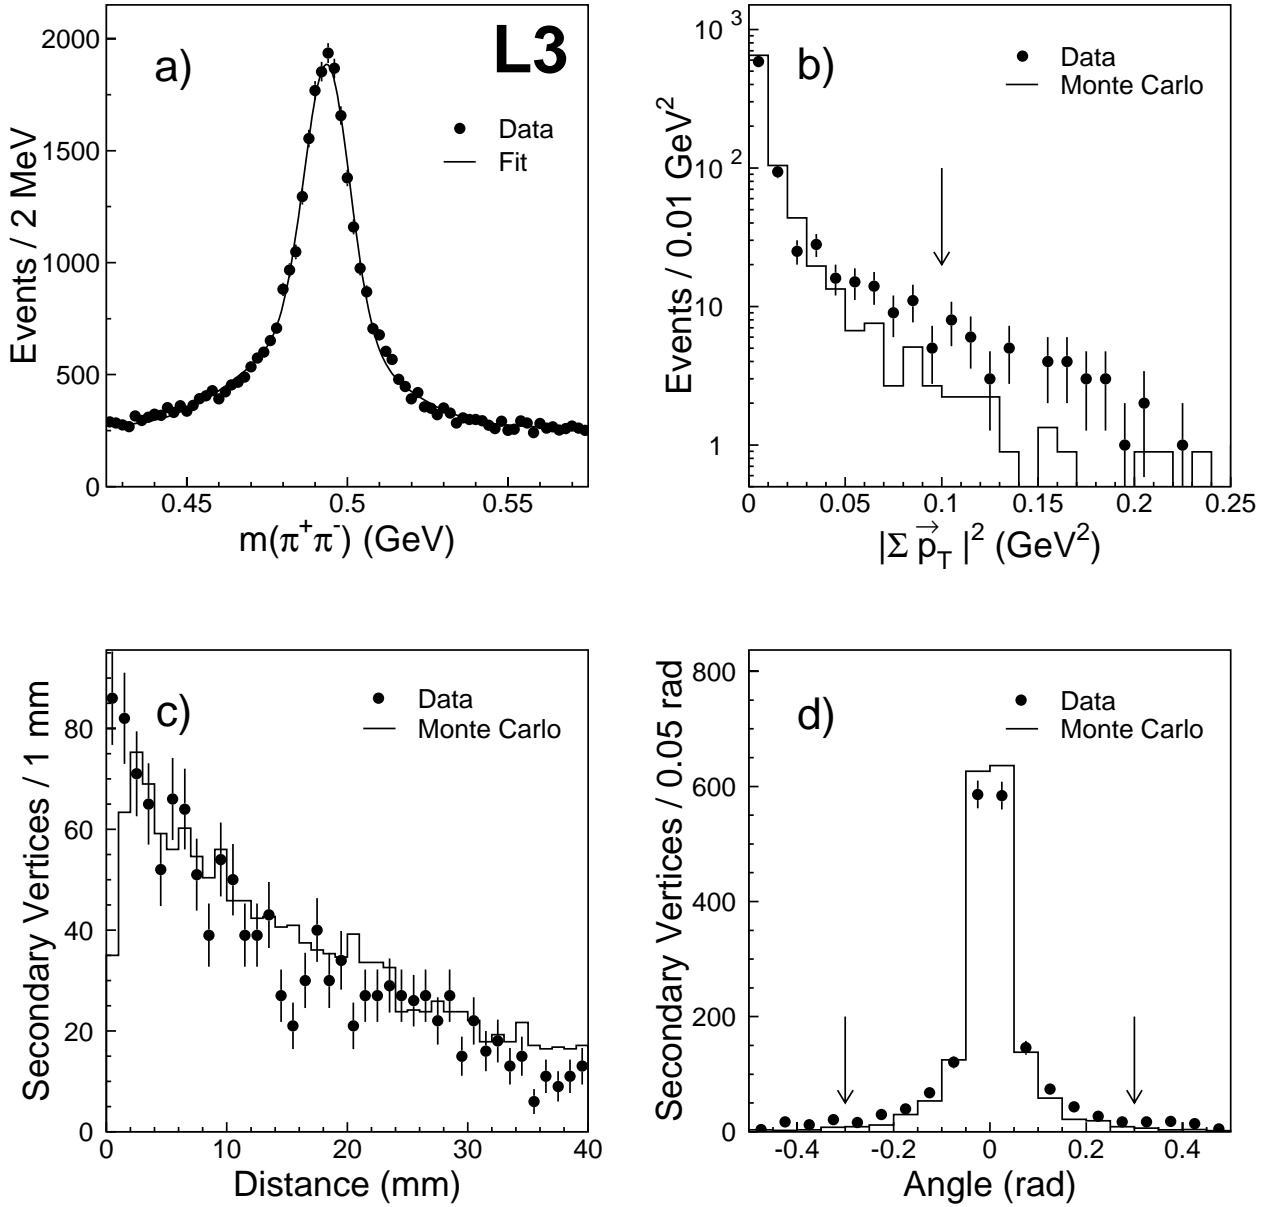 L3
a)
Data
Fit
2000
1500
1000
500
0
0.45
0.5
0.55
Events / 2 MeV
m(π⁺π⁻) (GeV)
b)
Data
Monte Carlo
10³
10²
10
1
0
0.05
0.1
0.15
0.2
0.25
Events / 0.01 GeV²
|Σ p⃗_T |² (GeV²)
c)
Data
Monte Carlo
80
60
40
20
0
0
10
20
30
40
Secondary Vertices / 1 mm
Distance (mm)
d)
Data
Monte Carlo
800
600
400
200
0
-0.4
-0.2
0
0.2
0.4
Secondary Vertices / 0.05 rad
Angle (rad)